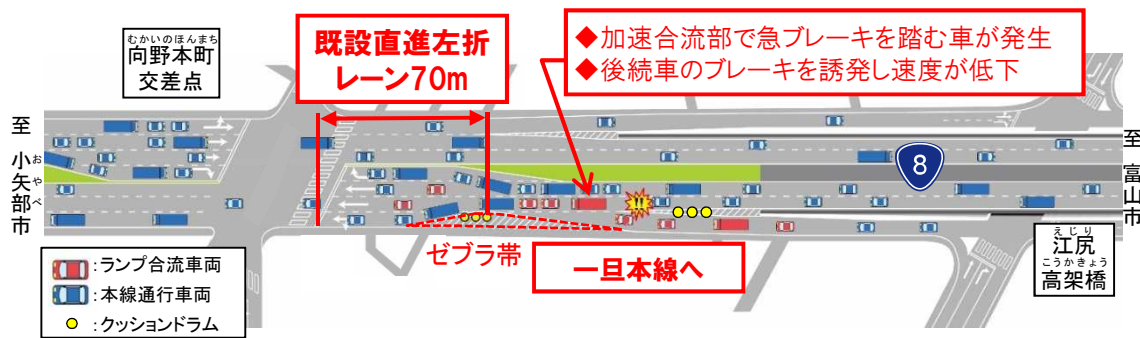 むかいのほんまち
向野本町
交差点
既設直進左折
レーン70m
◆加速合流部で急ブレーキを踏む車が発生
◆後続車のブレーキを誘発し速度が低下
至
小矢部市
おやべ
至
富山市
8
ゼブラ帯
一旦本線へ
えじり
江尻
こうかきょう
高架橋
:ランプ合流車両
:本線通行車両
:クッションドラム
!!